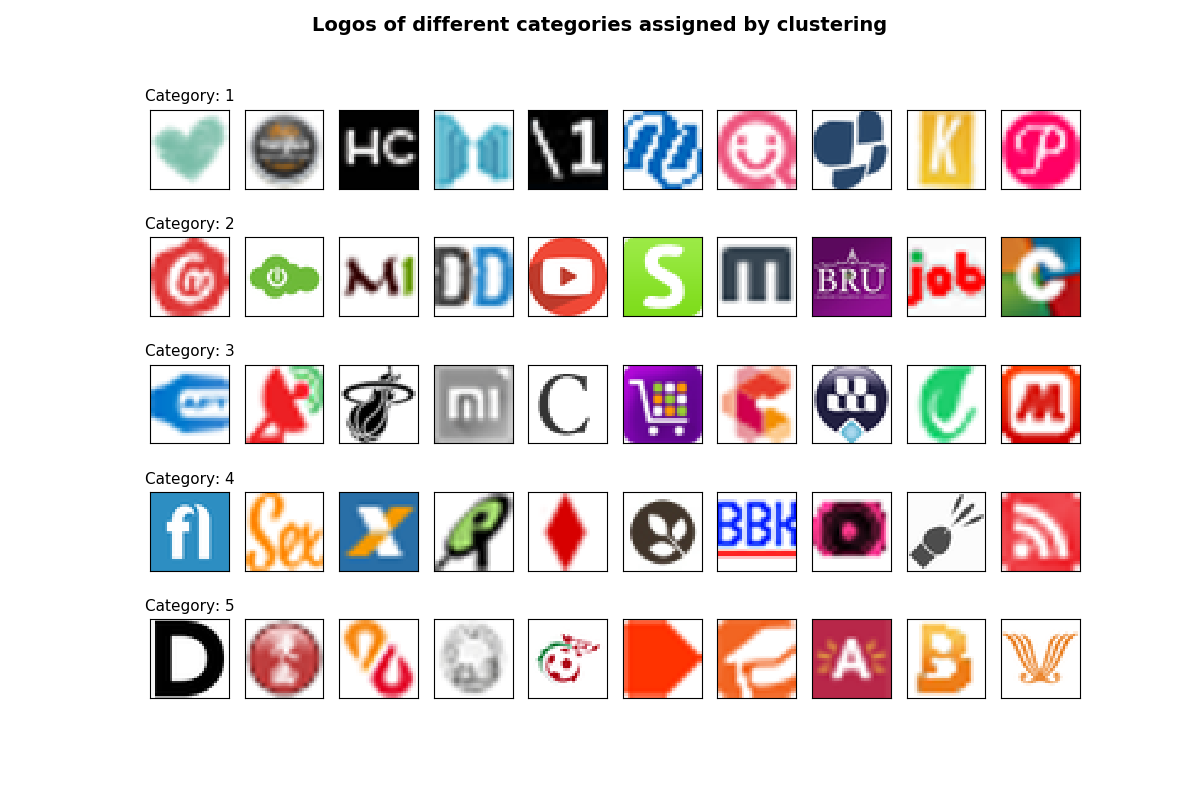 Logos of different categories assigned by clustering
Category: 1
HC
\1
K
P
Category: 2
M1
DD
S
m
BRU
job
C
Category: 3
C
M
Category: 4
fl
Sex
X
R
BBK
Category: 5
D
A
B